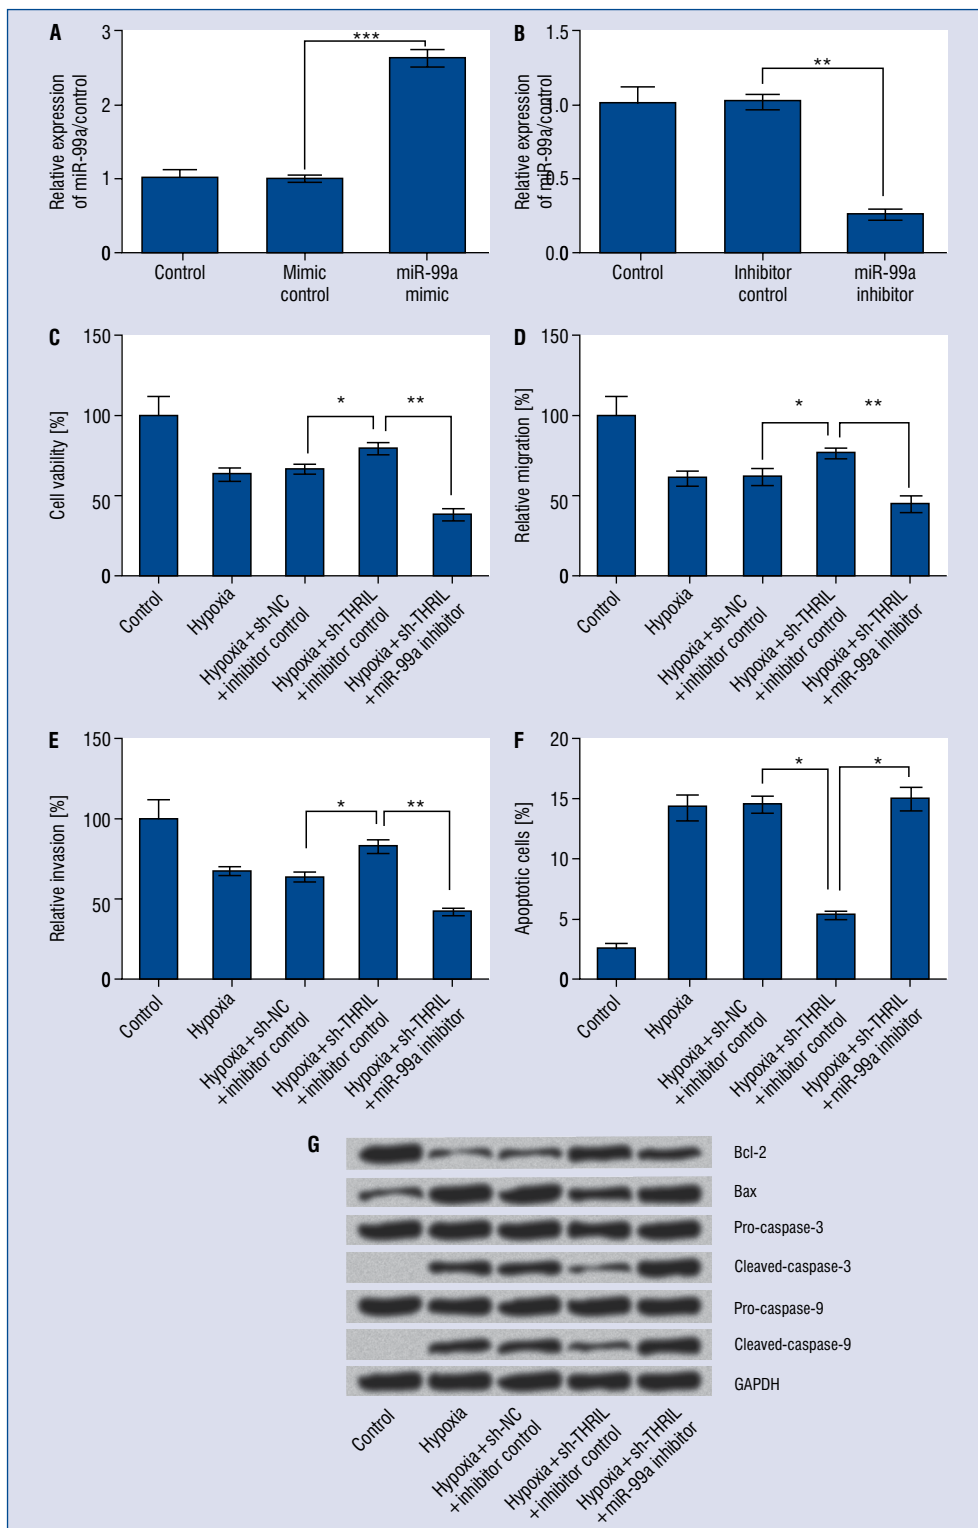 A
Relative expression
of miR-99a/control
3
2
1
0
***
Control
Mimic
control
miR-99a
mimic
B
Relative expression
of miR-99a/control
1.5
1.0
0.5
0.0
**
Control
Inhibitor
control
miR-99a
inhibitor
C
Cell viability [%]
150
100
50
0
*
**
Control
Hypoxia
Hypoxia+sh-NC
+inhibitor control
Hypoxia+sh-THRIL
+inhibitor control
Hypoxia+sh-THRIL
+miR-99a inhibitor
D
Relative migration [%]
150
100
50
0
*
**
Control
Hypoxia
Hypoxia+sh-NC
+inhibitor control
Hypoxia+sh-THRIL
+inhibitor control
Hypoxia+sh-THRIL
+miR-99a inhibitor
E
Relative invasion [%]
150
100
50
0
*
**
Control
Hypoxia
Hypoxia+sh-NC
+inhibitor control
Hypoxia+sh-THRIL
+inhibitor control
Hypoxia+sh-THRIL
+miR-99a inhibitor
F
Apoptotic cells [%]
20
15
10
5
0
*
*
Control
Hypoxia
Hypoxia+sh-NC
+inhibitor control
Hypoxia+sh-THRIL
+inhibitor control
Hypoxia+sh-THRIL
+miR-99a inhibitor
G
Bcl-2
Bax
Pro-caspase-3
Cleaved-caspase-3
Pro-caspase-9
Cleaved-caspase-9
GAPDH
Control
Hypoxia
Hypoxia+sh-NC
+inhibitor control
Hypoxia+sh-THRIL
+inhibitor control
Hypoxia+sh-THRIL
+miR-99a inhibitor